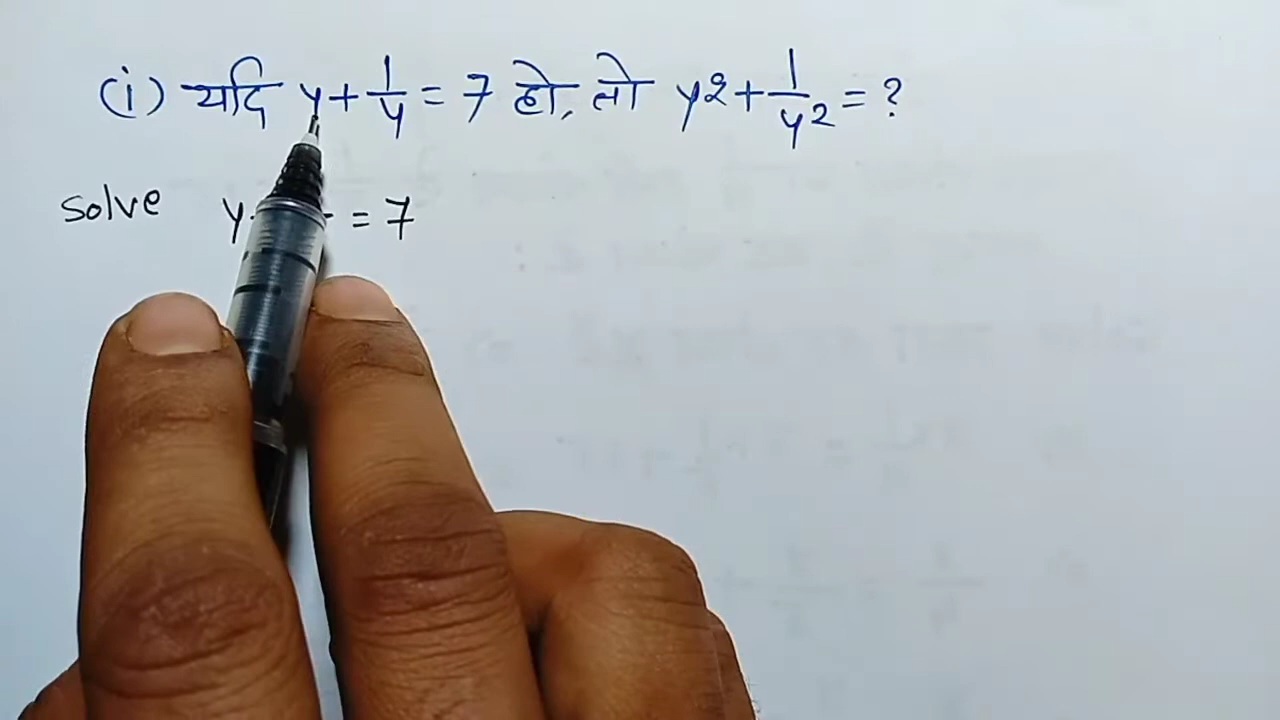 (i) यदि y + 1/y = 7 हो, तो y² + 1/y² = ?
solve y = 7